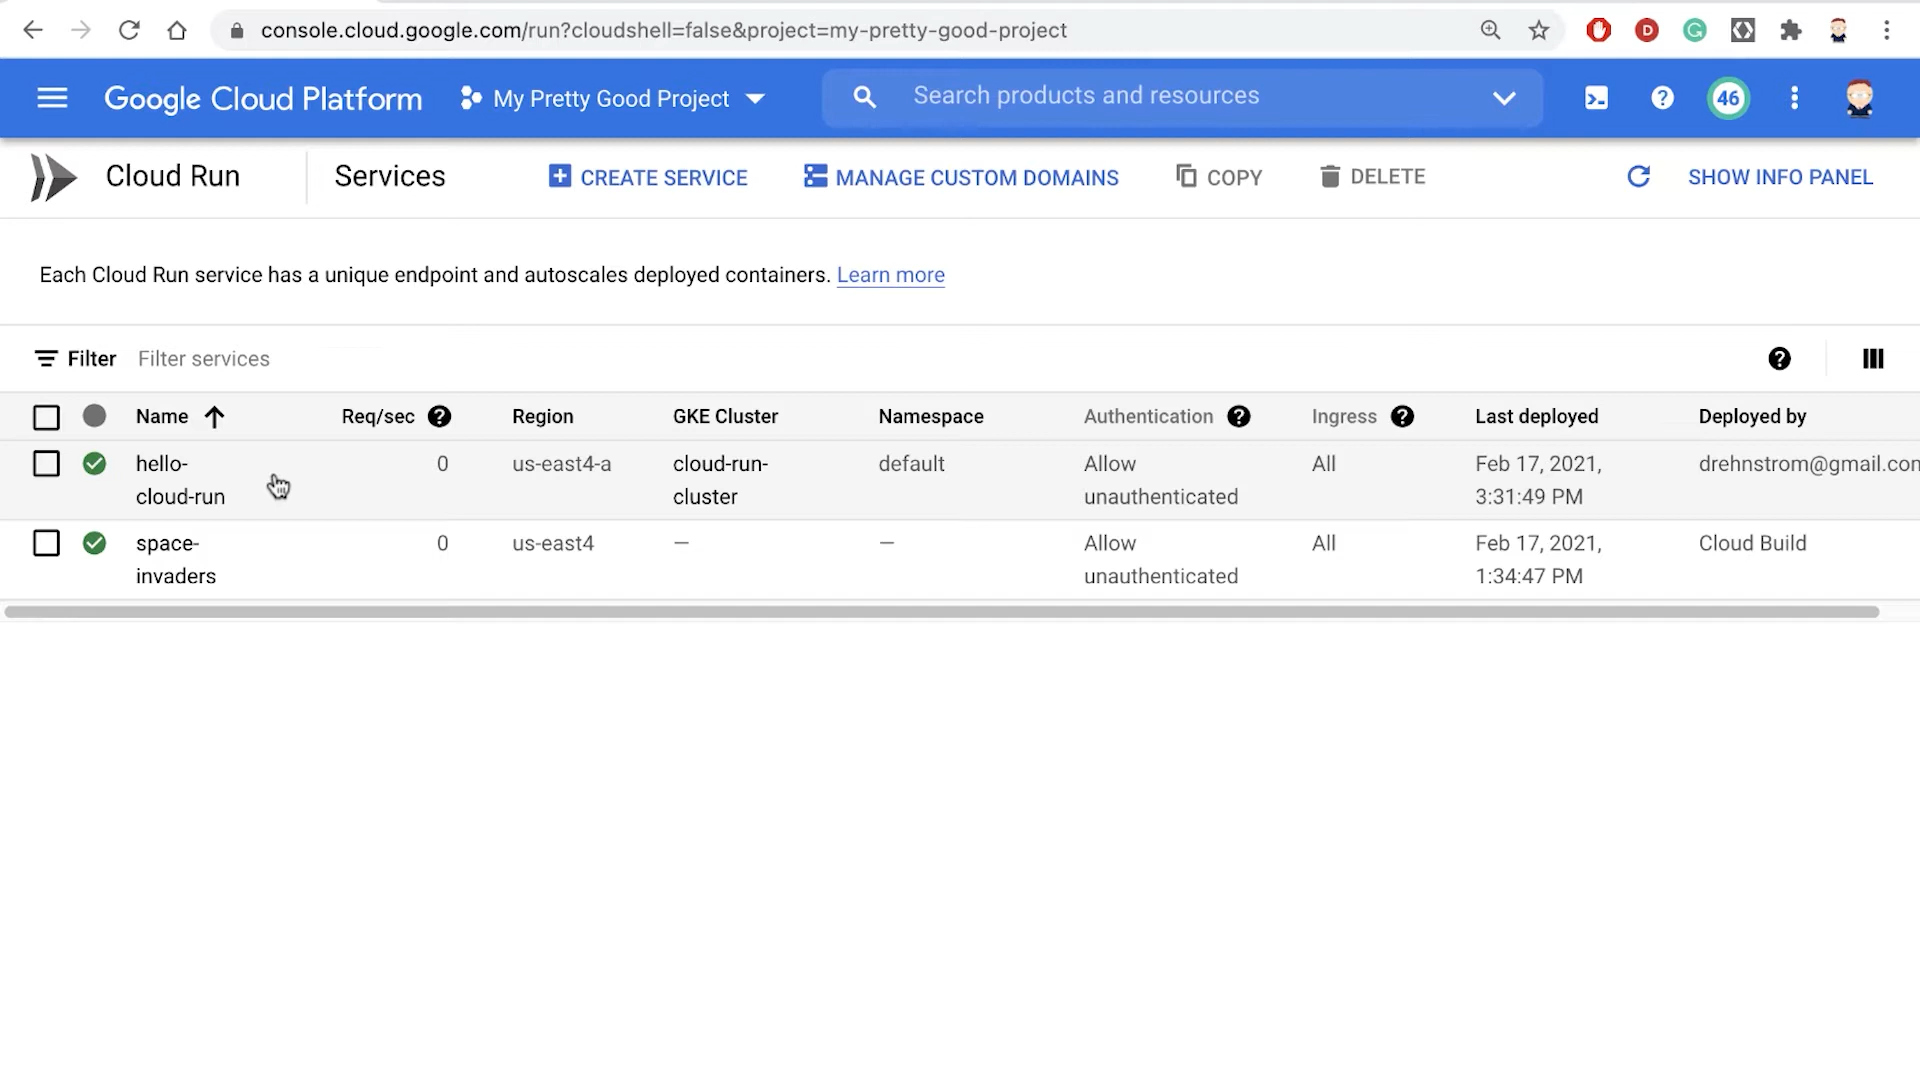 console.cloud.google.com/run?cloudshell=false&project=my-pretty-good-project
Google Cloud Platform My Pretty Good Project Search products and resources 46
Cloud Run Services CREATE SERVICE MANAGE CUSTOM DOMAINS COPY DELETE SHOW INFO PANEL
Each Cloud Run service has a unique endpoint and autoscales deployed containers. Learn more
Filter Filter services
Name Req/sec Region GKE Cluster Namespace Authentication Ingress Last deployed Deployed by
hello- 0 us-east4-a cloud-run- default Allow All Feb 17, 2021, drehnstrom@gmail.con
cloud-run cluster unauthenticated 3:31:49 PM
space- 0 us-east4 — — Allow All Feb 17, 2021, Cloud Build
invaders unauthenticated 1:34:47 PM